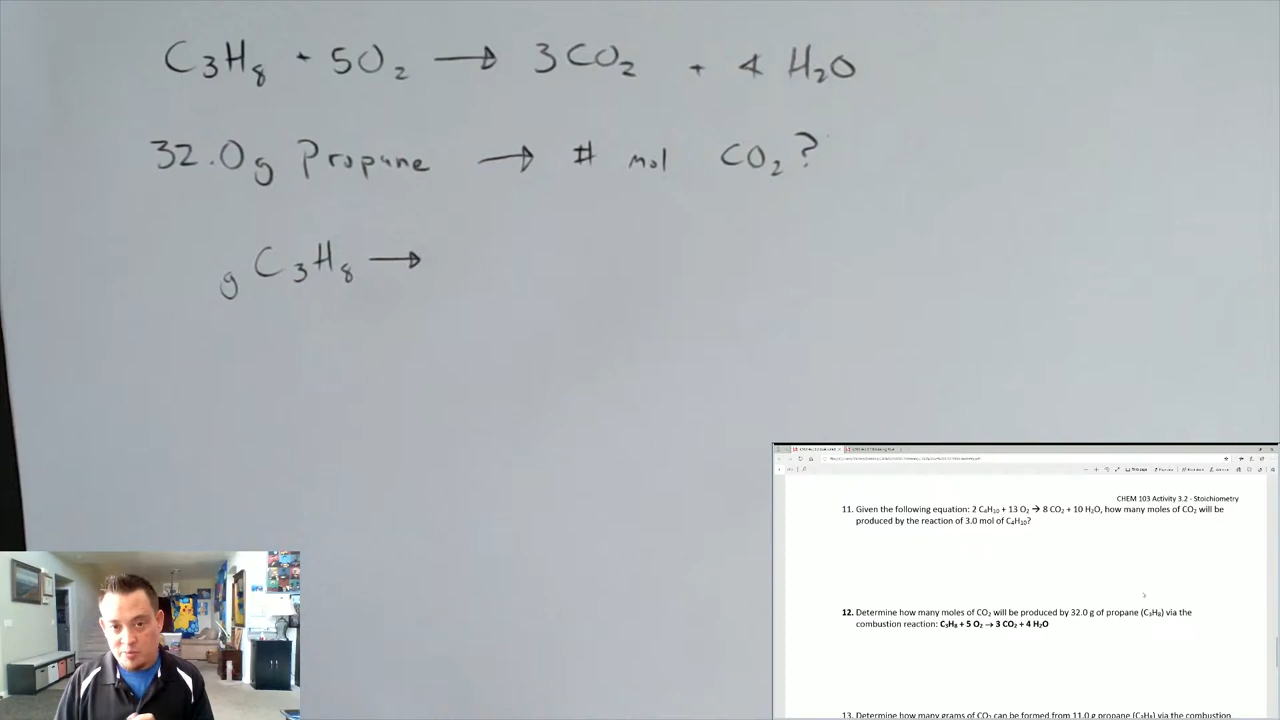 C₃H₈ + 5O₂ → 3CO₂ + 4 H₂O
32.0g Propane → # mol CO₂?
g C₃H₈ →
CHEM 103 Activity 3.2 - Stoichiometry
11. Given the following equation: 2 C₄H₁₀ + 13 O₂ → 8 CO₂ + 10 H₂O, how many moles of CO₂ will be
produced by the reaction of 3.0 mol of C₄H₁₀?
12. Determine how many moles of CO₂ will be produced by 32.0 g of propane (C₃H₈) via the
combustion reaction: C₃H₈ + 5 O₂ → 3 CO₂ + 4 H₂O
13. Determine how many grams of CO₂ can be formed from 11.0 g propane (C₃H₈) via the combustion